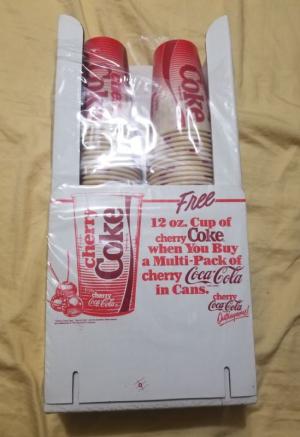 Coke
Free
12 oz. Cup of
cherry Coke
when You Buy
a Multi-Pack of
cherry Coca-Cola
in Cans.
cherry
Coca-Cola
Outrageous!
cherry
Coke
cherry
Coca-Cola